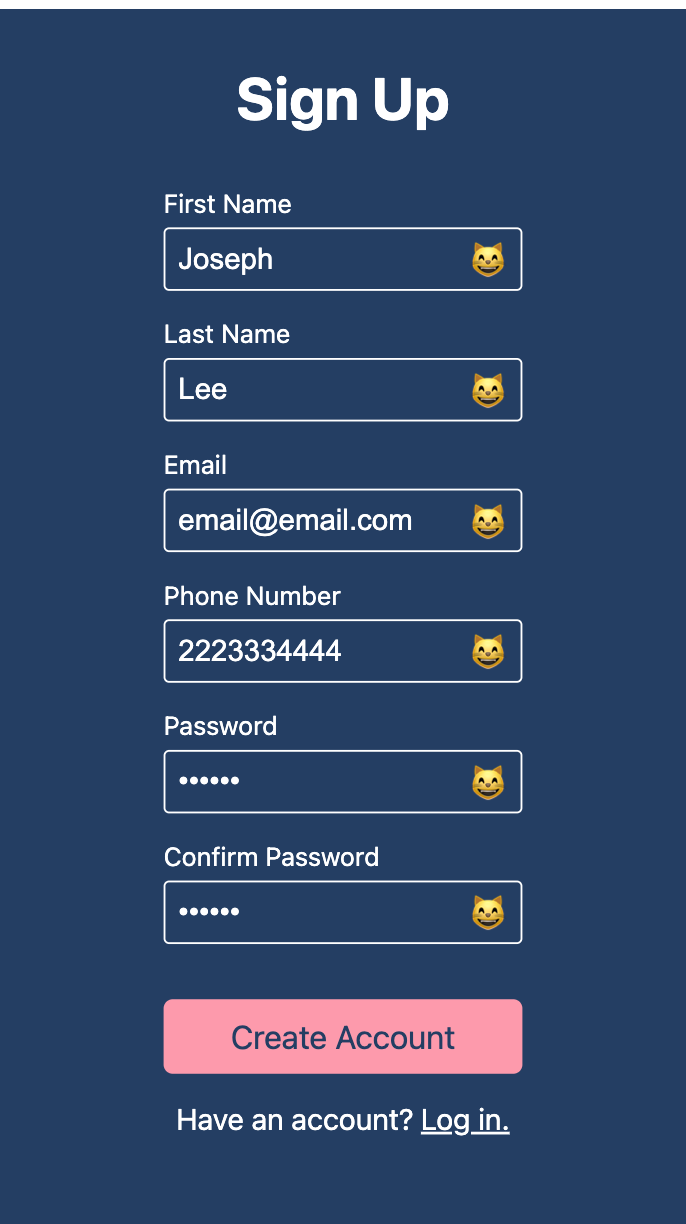 Sign Up
First Name
Joseph
Last Name
Lee
Email
email@email.com
Phone Number
2223334444
Password
••••••
Confirm Password
••••••
Create Account
Have an account? Log in.